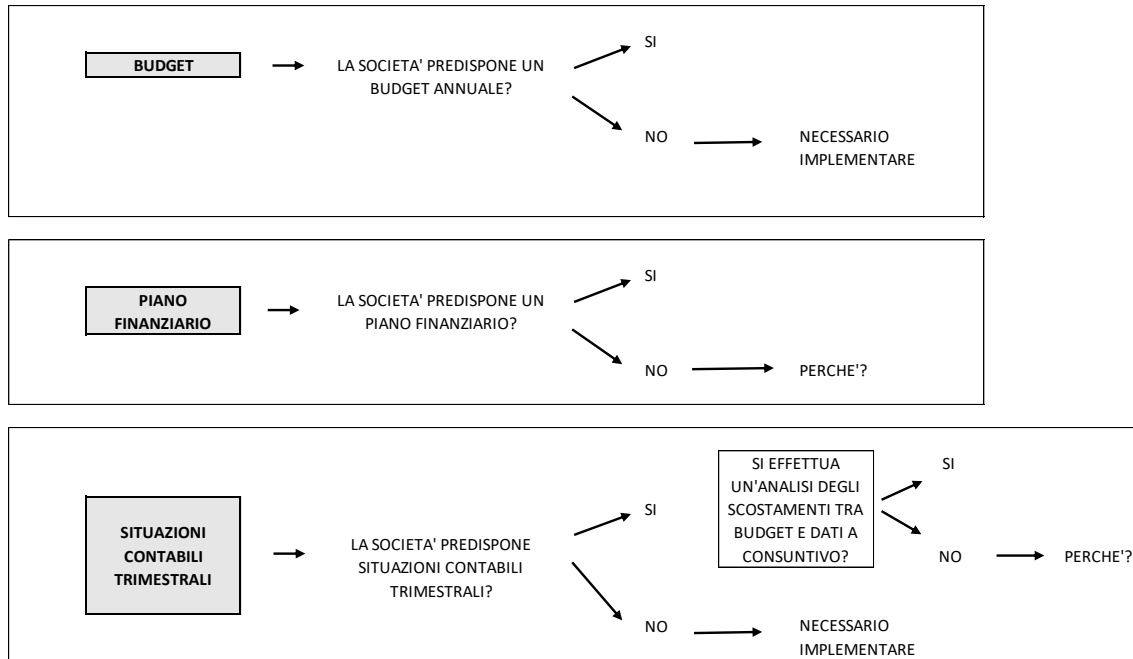 BUDGET
LA SOCIETA' PREDISPONE UN
BUDGET ANNUALE?
SI
NO
NECESSARIO
IMPLEMENTARE
PIANO
FINANZIARIO
LA SOCIETA' PREDISPONE UN
PIANO FINANZIARIO?
SI
NO
PERCHE'?
SITUAZIONI
CONTABILI
TRIMESTRALI
LA SOCIETA' PREDISPONE
SITUAZIONI CONTABILI
TRIMESTRALI?
SI
SI EFFETTUA
UN'ANALISI DEGLI
SCOSTAMENTI TRA
BUDGET E DATI A
CONSUNTIVO?
SI
NO
PERCHE'?
NO
NECESSARIO
IMPLEMENTARE